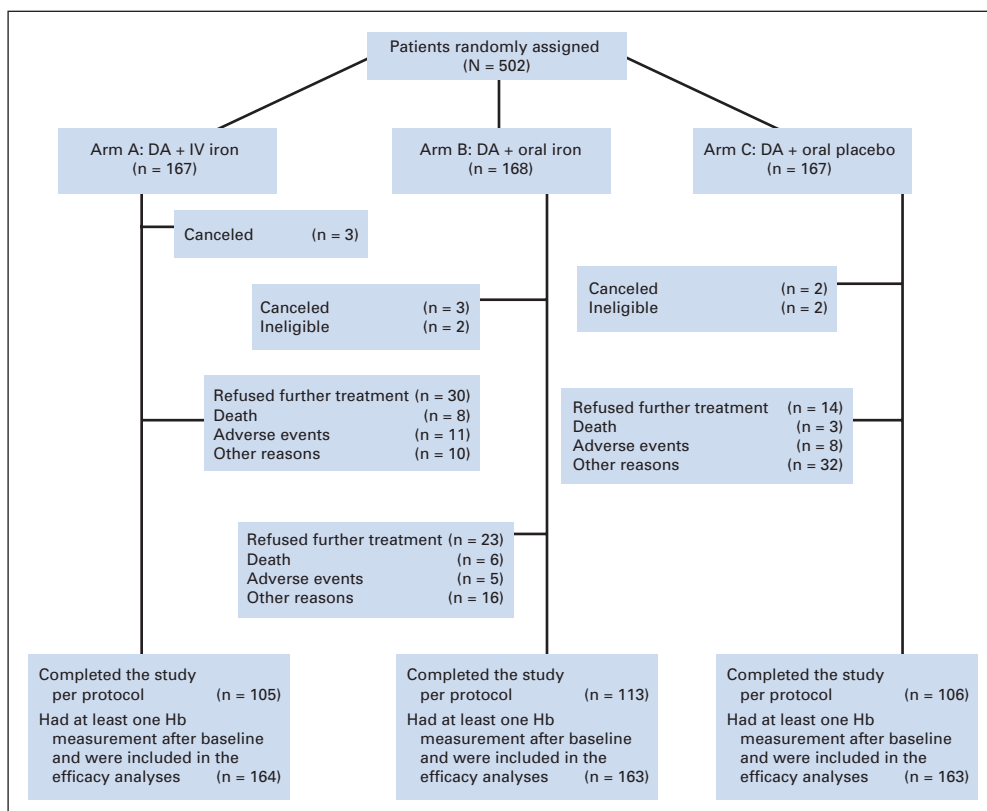 Patients randomly assigned
(N = 502)
Arm A: DA + IV iron
(n = 167)
Arm B: DA + oral iron
(n = 168)
Arm C: DA + oral placebo
(n = 167)
Canceled (n = 3)
Canceled (n = 3)
Ineligible (n = 2)
Canceled (n = 2)
Ineligible (n = 2)
Refused further treatment (n = 30)
Death (n = 8)
Adverse events (n = 11)
Other reasons (n = 10)
Refused further treatment (n = 14)
Death (n = 3)
Adverse events (n = 8)
Other reasons (n = 32)
Refused further treatment (n = 23)
Death (n = 6)
Adverse events (n = 5)
Other reasons (n = 16)
Completed the study
per protocol (n = 105)
Had at least one Hb
measurement after baseline
and were included in the
efficacy analyses (n = 164)
Completed the study
per protocol (n = 113)
Had at least one Hb
measurement after baseline
and were included in the
efficacy analyses (n = 163)
Completed the study
per protocol (n = 106)
Had at least one Hb
measurement after baseline
and were included in the
efficacy analyses (n = 163)